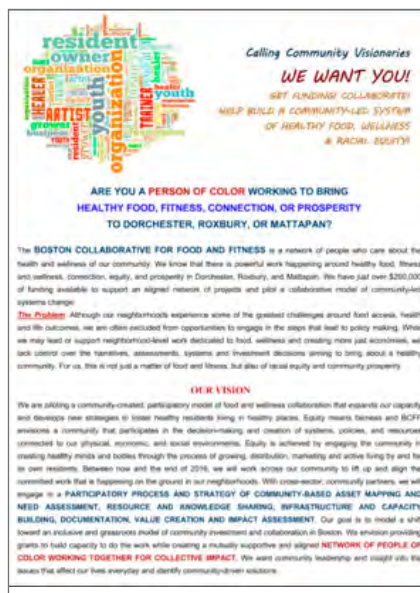 resident
owner
organization
youth
organization
HEALER
ARTIST
TRAINER
healer
youth
grower
business
YOUTH
resident
Calling Community Visionaries
WE WANT YOU!
GET FUNDING! COLLABORATE!
HELP BUILD A COMMUNITY-LED SYSTEM
OF HEALTHY FOOD, WELLNESS
& RACIAL EQUITY!
ARE YOU A PERSON OF COLOR WORKING TO BRING
HEALTHY FOOD, FITNESS, CONNECTION, OR PROSPERITY
TO DORCHESTER, ROXBURY, OR MATTAPAN?
The BOSTON COLLABORATIVE FOR FOOD AND FITNESS is a network of people who care about the
health and wellness of our community. We know that there is powerful work happening around healthy food, fitness
and wellness, connection, equity, and prosperity in Dorchester, Roxbury, and Mattapan. We have just over $200,000
of funding available to support an aligned network of projects and pilot a collaborative model of community-led
systems change.
The Problem: Although our neighborhoods experience some of the greatest challenges around food access, health
and life outcomes, we are often excluded from opportunities to engage in the steps that lead to policy making. While
we may lead or support neighborhood-level work dedicated to food, wellness and creating more just economies, we
lack control over the narratives, assessments, systems and investment decisions aiming to bring about a healthy
community. For us, this is not just a matter of food and fitness, but also of racial equity and community prosperity.
OUR VISION
We are piloting a community-created, participatory model of food and wellness collaboration that expands our capacity
and develops new strategies to foster healthy residents living in healthy places. Equity means fairness and BCFF
envisions a community that participates in the decision-making and creation of systems, policies, and resources
connected to our physical, economic, and social environments. Equity is achieved by engaging the community in
creating healthy minds and bodies through the process of growing, distribution, marketing and active living by and for
its own residents. Between now and the end of 2016, we will work across our community to lift up and align the
committed work that is happening on the ground in our neighborhoods. With cross-sector, community partners, we will
engage in a PARTICIPATORY PROCESS AND STRATEGY OF COMMUNITY-BASED ASSET MAPPING AND
NEED ASSESSMENT, RESOURCE AND KNOWLEDGE SHARING, INFRASTRUCTURE AND CAPACITY
BUILDING, DOCUMENTATION, VALUE CREATION AND IMPACT ASSESSMENT. Our goal is to model a shift
toward an inclusive and grassroots model of community investment and collaboration in Boston. We envision providing
grants to build capacity to do the work while creating a mutually supportive and aligned NETWORK OF PEOPLE OF
COLOR WORKING TOGETHER FOR COLLECTIVE IMPACT. We want community leadership and insight into the
issues that affect our lives everyday and identify community-driven solutions.